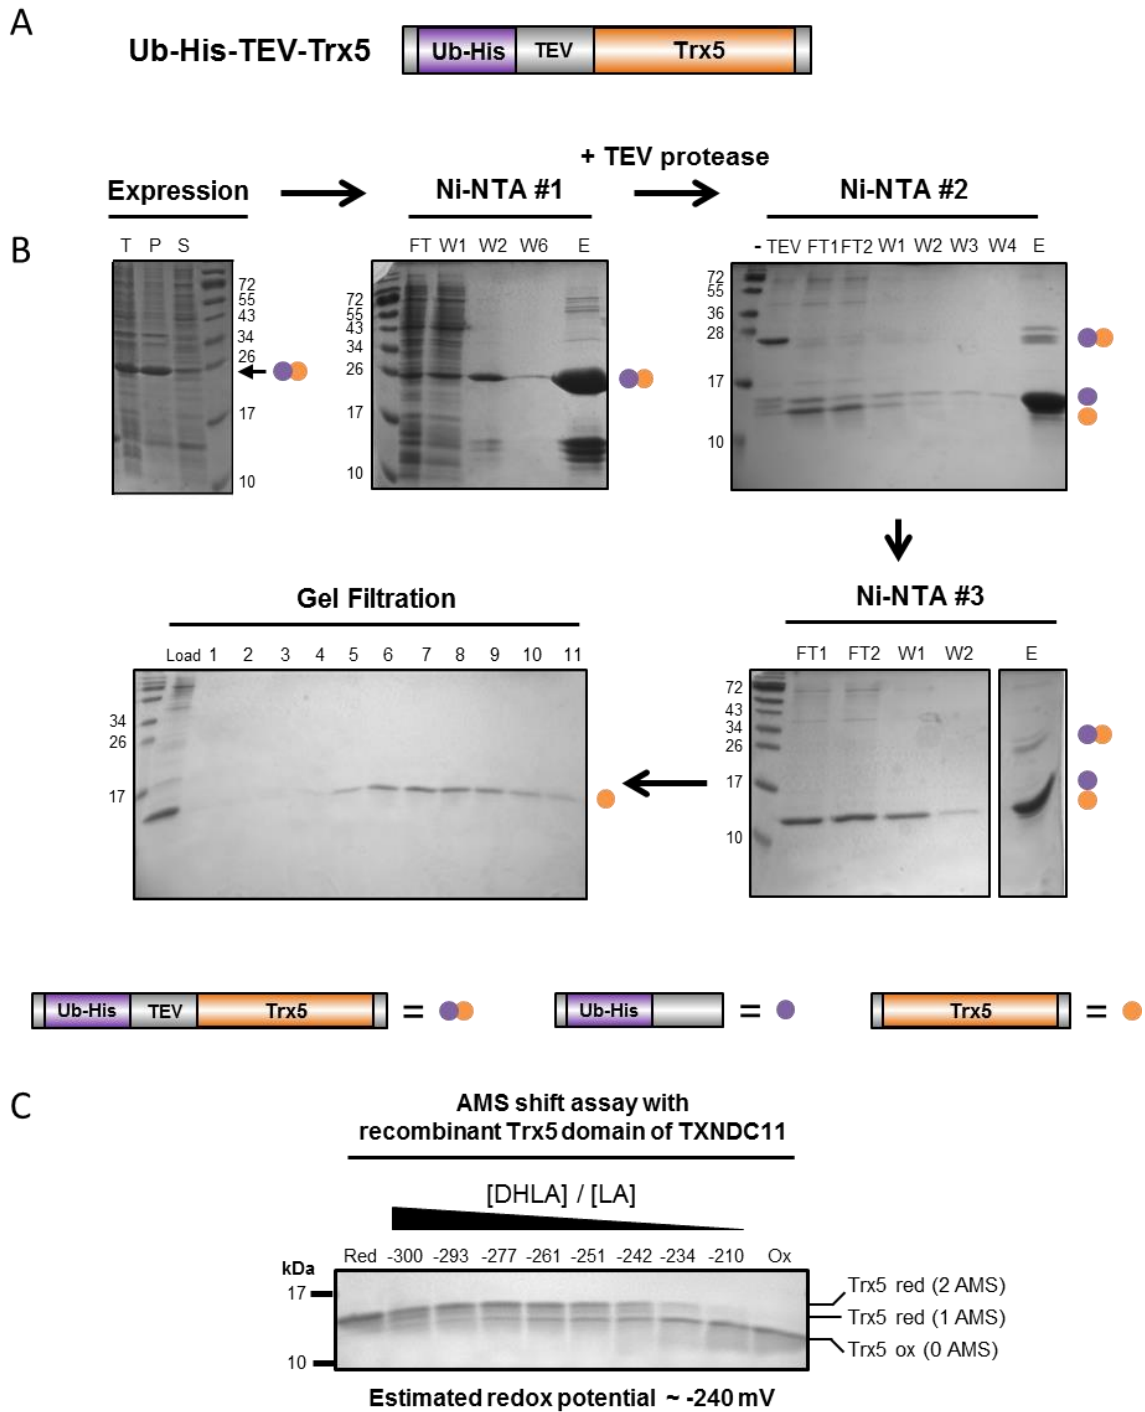 A
Ub-His-TEV-Trx5
Ub-His TEV Trx5
+ TEV protease
Expression Ni-NTA #1 Ni-NTA #2
B
T P S
72
55
43
34
26
17
10
FT W1 W2 W6 E
72
55
43
34
26
17
10
- TEV FT1 FT2 W1 W2 W3 W4 E
72
55
36
28
17
10
Gel Filtration
Load 1 2 3 4 5 6 7 8 9 10 11
34
26
17
Ni-NTA #3
FT1 FT2 W1 W2 E
72
43
34
26
17
10
Ub-His TEV Trx5 =
Ub-His =
Trx5 =
C
AMS shift assay with
recombinant Trx5 domain of TXNDC11
[DHLA] / [LA]
Red -300 -293 -277 -261 -251 -242 -234 -210 Ox
kDa
17
10
Trx5 red (2 AMS)
Trx5 red (1 AMS)
Trx5 ox (0 AMS)
Estimated redox potential ~ -240 mV